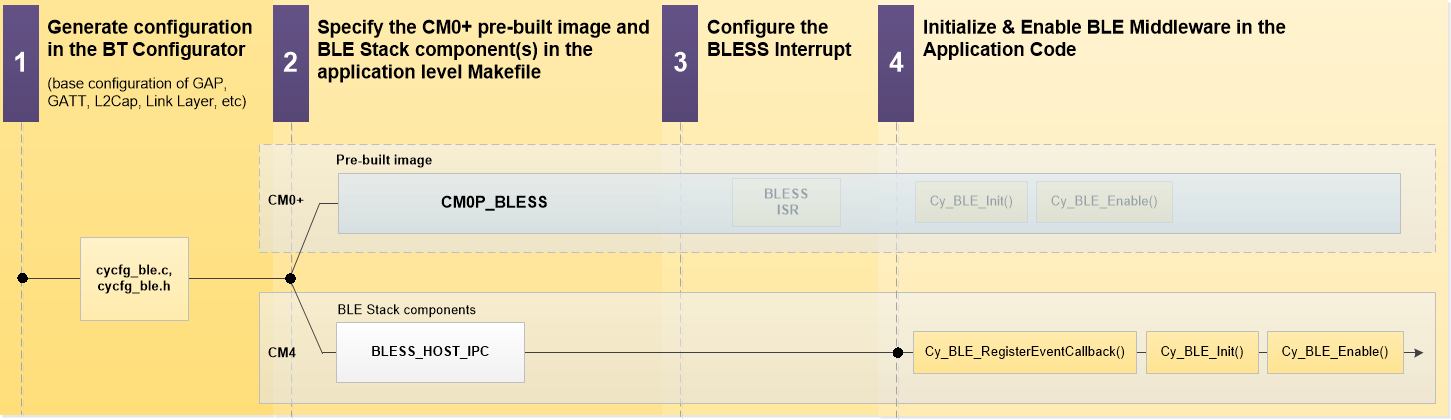 1
Generate configuration
in the BT Configurator
(base configuration of GAP,
GATT, L2Cap, Link Layer, etc)
2
Specify the CM0+ pre-built image and
BLE Stack component(s) in the
application level Makefile
3
Configure the
BLESS Interrupt
4
Initialize & Enable BLE Middleware in the
Application Code
Pre-built image
CM0+
CM0P_BLESS
BLESS
ISR
Cy_BLE_Init()
Cy_BLE_Enable()
cycfg_ble.c,
cycfg_ble.h
BLE Stack components
CM4
BLESS_HOST_IPC
Cy_BLE_RegisterEventCallback()
Cy_BLE_Init()
Cy_BLE_Enable()